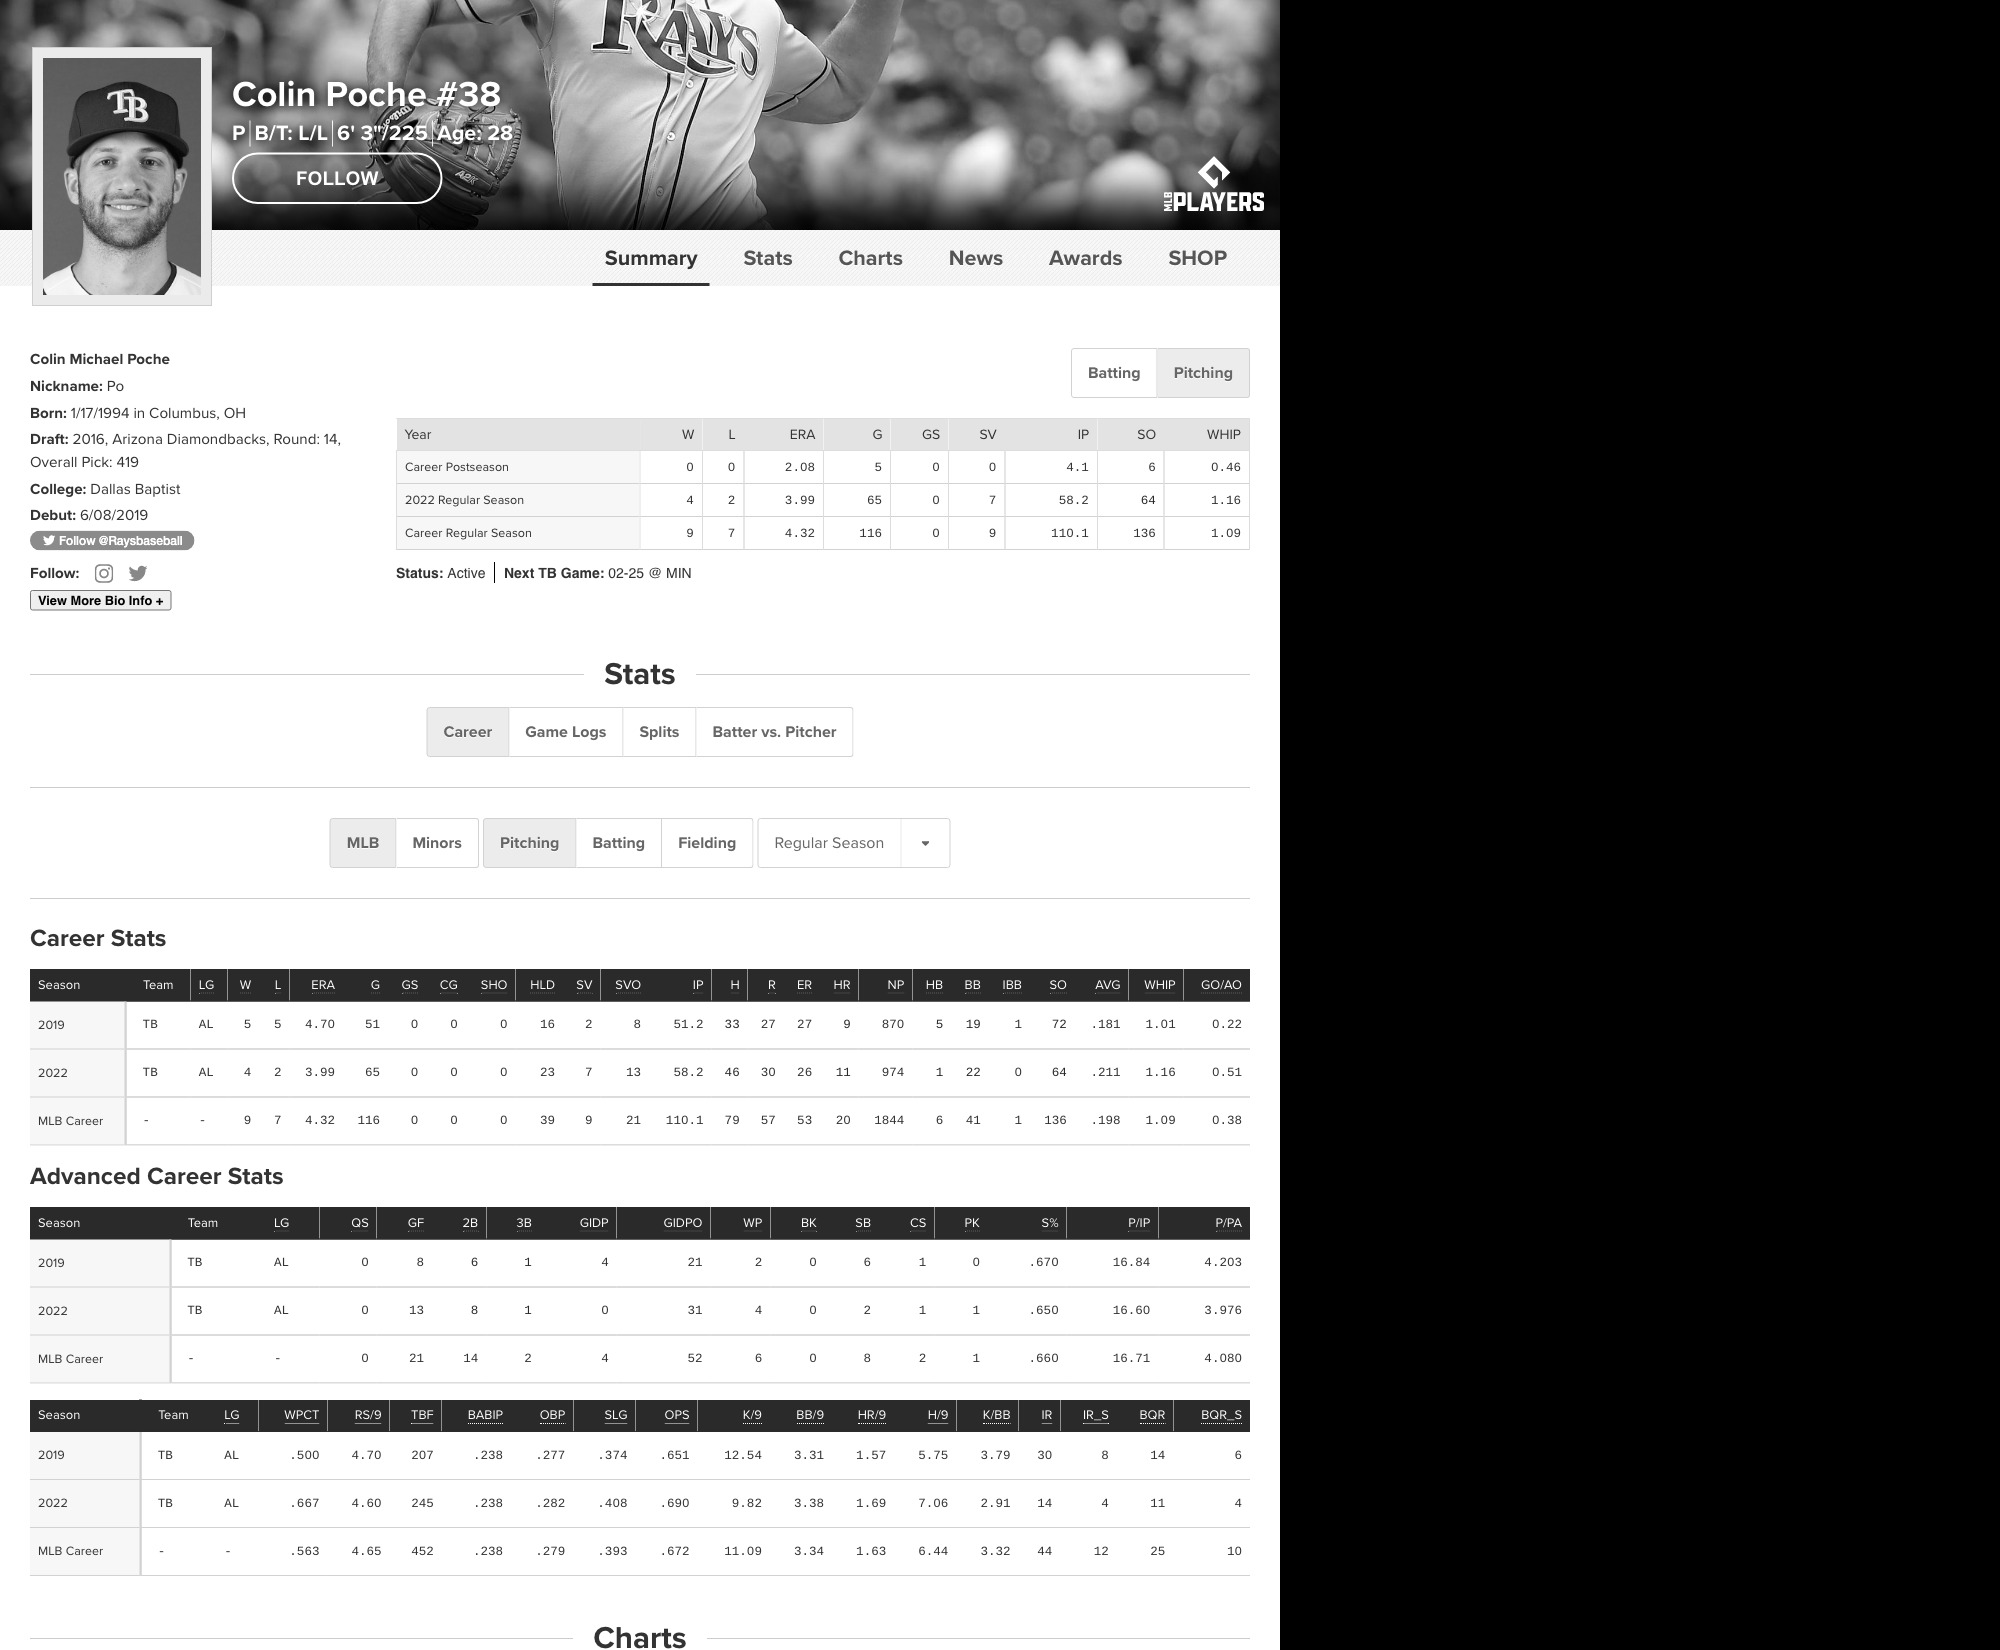 RAYS
TB
Colin Poche #38
P B/T: L/L 6' 3"/225 Age: 28
FOLLOW
A2K
MLB PLAYERS
Summary Stats Charts News Awards SHOP
Colin Michael Poche
Nickname: Po
Born: 1/17/1994 in Columbus, OH
Draft: 2016, Arizona Diamondbacks, Round: 14,
Overall Pick: 419
College: Dallas Baptist
Debut: 6/08/2019
Follow @Raysbaseball
Follow:
View More Bio Info +
Batting Pitching
Year W L ERA G GS SV IP SO WHIP
Career Postseason 0 0 2.08 5 0 0 4.1 6 0.46
2022 Regular Season 4 2 3.99 65 0 7 58.2 64 1.16
Career Regular Season 9 7 4.32 116 0 9 110.1 136 1.09
Status: Active Next TB Game: 02-25 @ MIN
Stats
Career Game Logs Splits Batter vs. Pitcher
MLB Minors Pitching Batting Fielding Regular Season
Career Stats
Season Team LG W L ERA G GS CG SHO HLD SV SVO IP H R ER HR NP HB BB IBB SO AVG WHIP GO/AO
2019 TB AL 5 5 4.70 51 0 0 0 16 2 8 51.2 33 27 27 9 870 5 19 1 72 .181 1.01 0.22
2022 TB AL 4 2 3.99 65 0 0 0 23 7 13 58.2 46 30 26 11 974 1 22 0 64 .211 1.16 0.51
MLB Career - - 9 7 4.32 116 0 0 0 39 9 21 110.1 79 57 53 20 1844 6 41 1 136 .198 1.09 0.38
Advanced Career Stats
Season Team LG QS GF 2B 3B GIDP GIDPO WP BK SB CS PK S% P/IP P/PA
2019 TB AL 0 8 6 1 4 21 2 0 6 1 0 .670 16.84 4.203
2022 TB AL 0 13 8 1 0 31 4 0 2 1 1 .650 16.60 3.976
MLB Career - - 0 21 14 2 4 52 6 0 8 2 1 .660 16.71 4.080
Season Team LG WPCT RS/9 TBF BABIP OBP SLG OPS K/9 BB/9 HR/9 H/9 K/BB IR IR_S BQR BQR_S
2019 TB AL .500 4.70 207 .238 .277 .374 .651 12.54 3.31 1.57 5.75 3.79 30 8 14 6
2022 TB AL .667 4.60 245 .238 .282 .408 .690 9.82 3.38 1.69 7.06 2.91 14 4 11 4
MLB Career - - .563 4.65 452 .238 .279 .393 .672 11.09 3.34 1.63 6.44 3.32 44 12 25 10
Charts